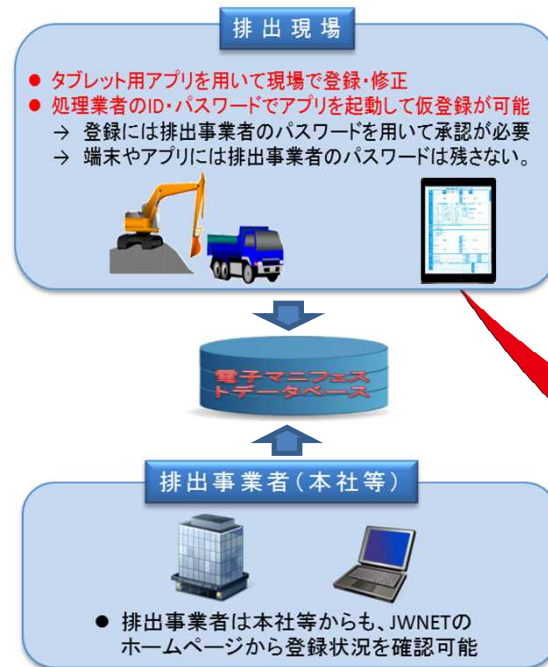 排出現場
● タブレット用アプリを用いて現場で登録・修正
● 処理業者のID・パスワードでアプリを起動して仮登録が可能
→ 登録には排出事業者のパスワードを用いて承認が必要
→ 端末やアプリには排出事業者のパスワードは残さない。
電子マニフェス
トデータベース
排出事業者(本社等)
● 排出事業者は本社等からも、JWNETの
ホームページから登録状況を確認可能